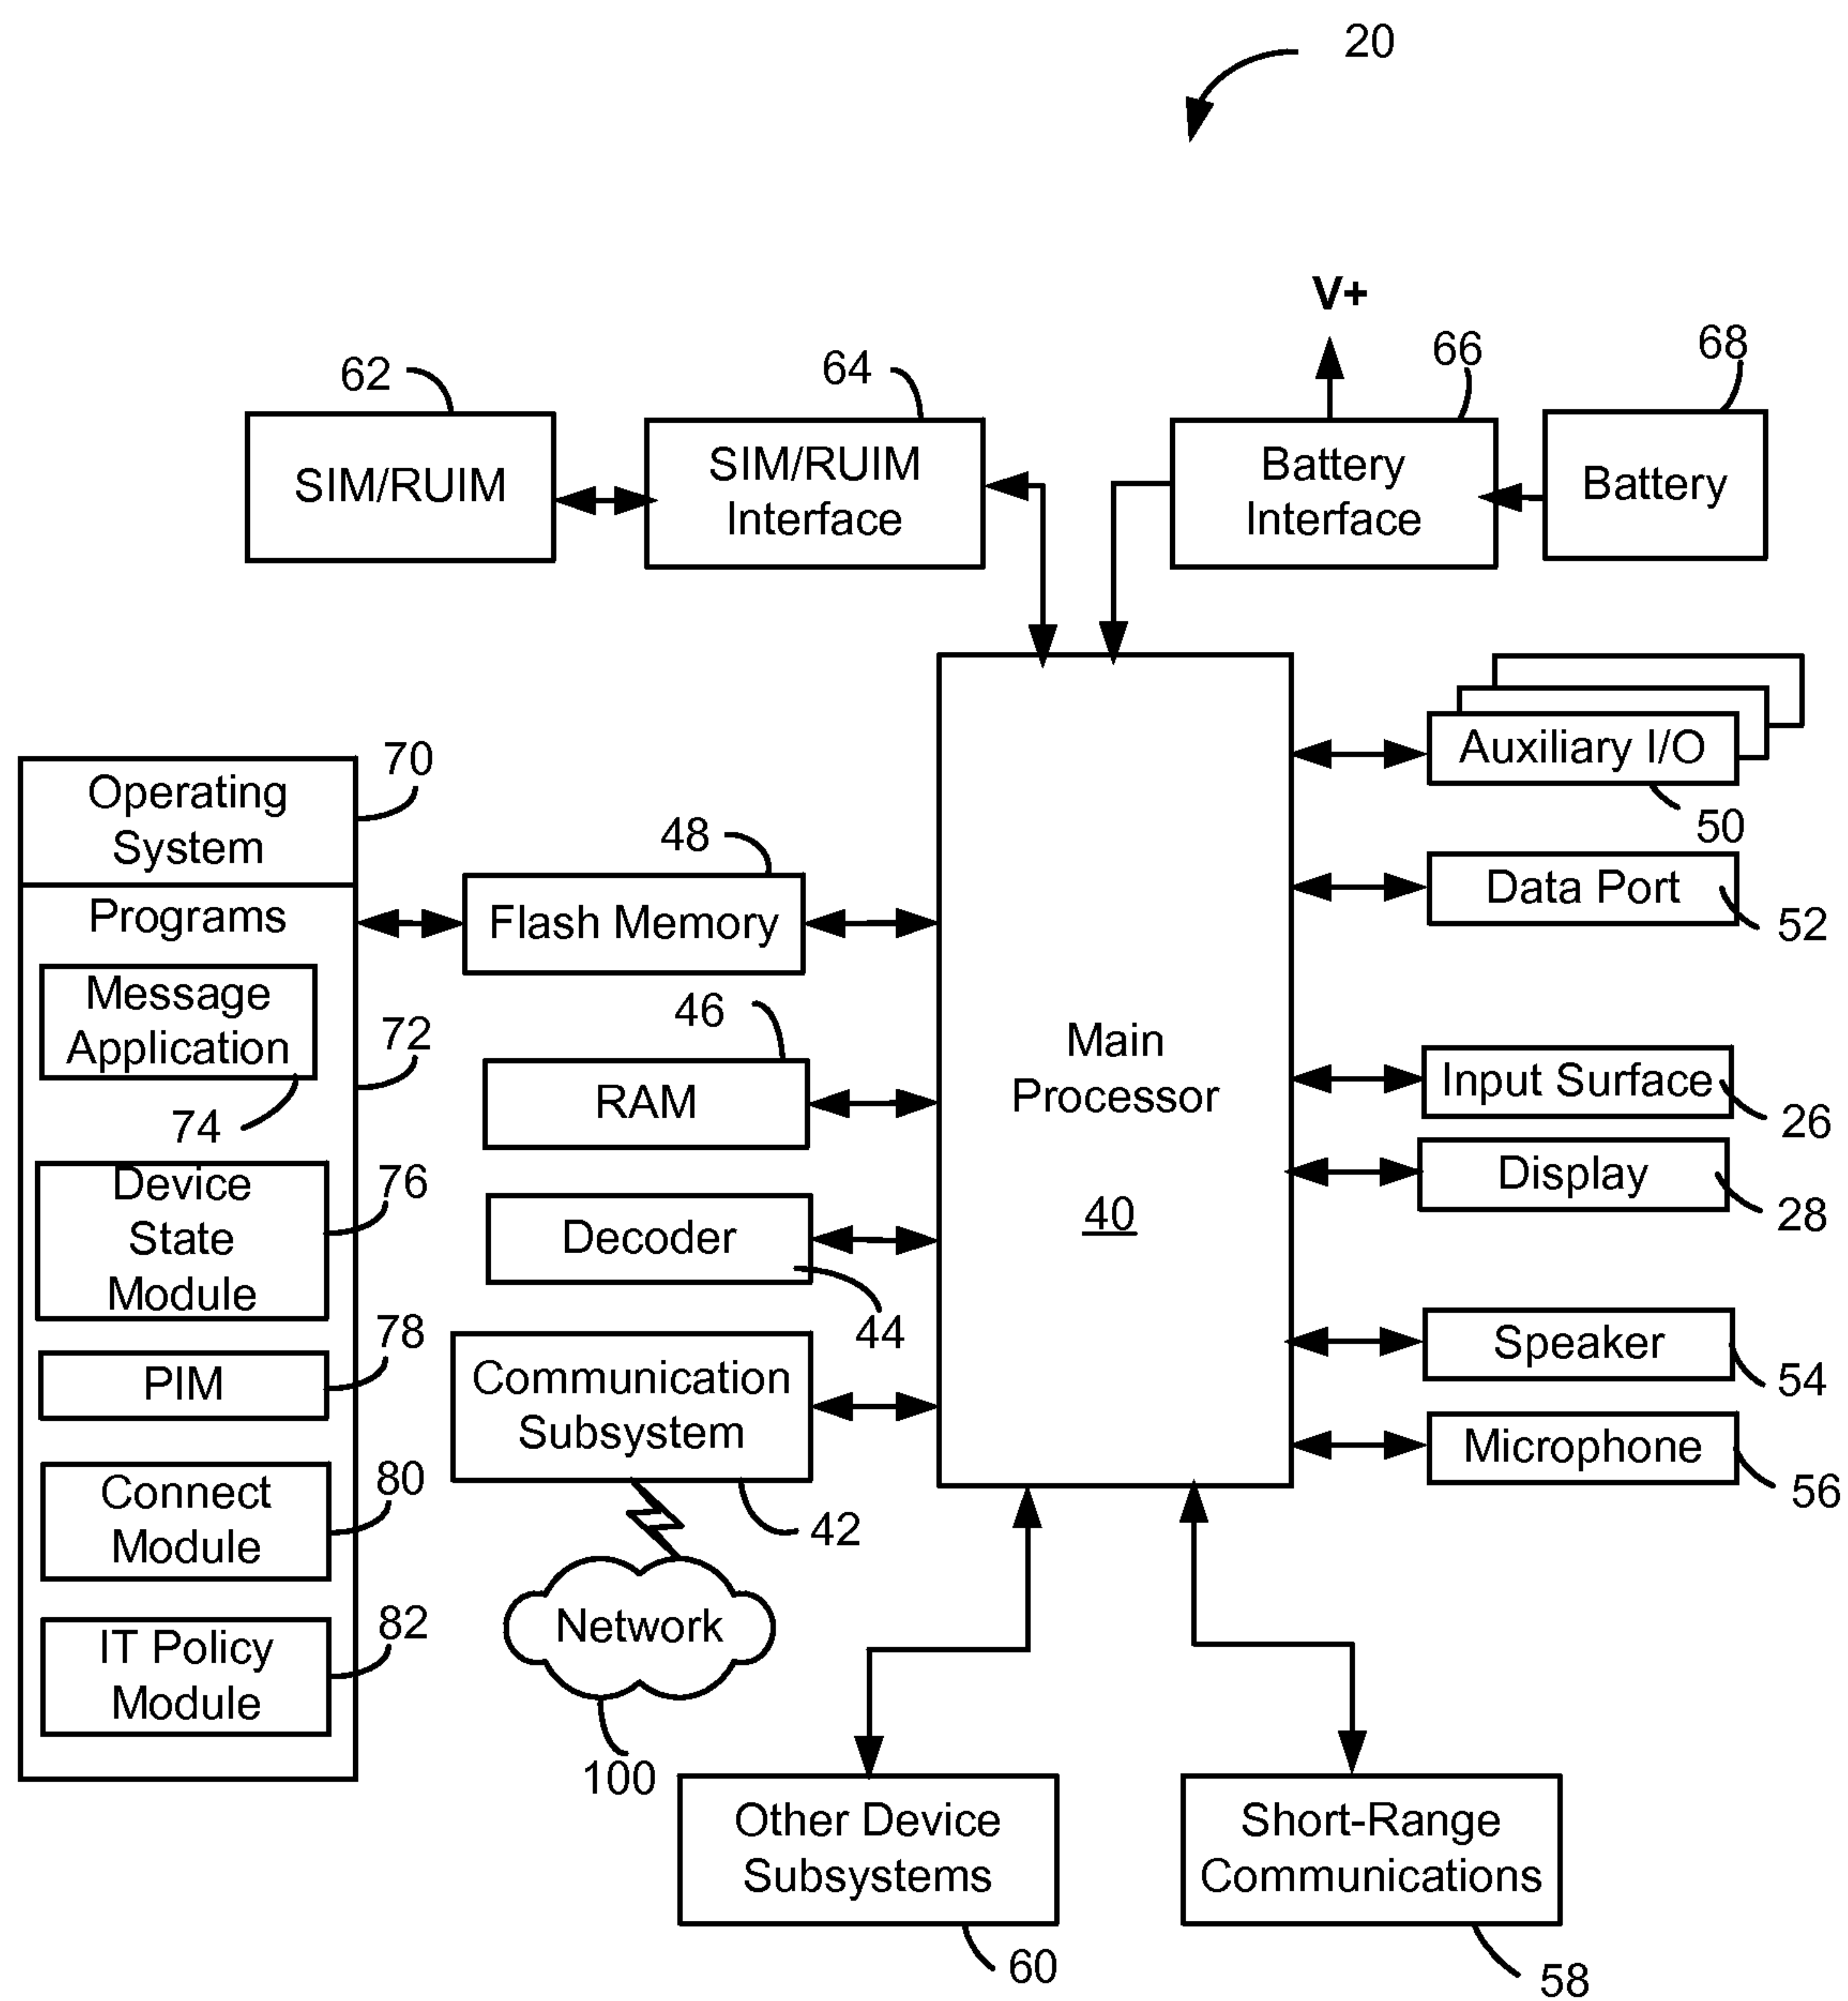 20
V+
62
64
66
68
SIM/RUIM
SIM/RUIM
Interface
Battery
Interface
Battery
Auxiliary I/O
50
Data Port
52
Operating
System
70
Programs
Message
Application
74
72
Device
State
Module
76
PIM
78
Connect
Module
80
IT Policy
Module
82
48
Flash Memory
46
RAM
Decoder
44
Communication
Subsystem
42
Network
100
Main
Processor
40
Input Surface
26
Display
28
Speaker
54
Microphone
56
Other Device
Subsystems
60
Short-Range
Communications
58